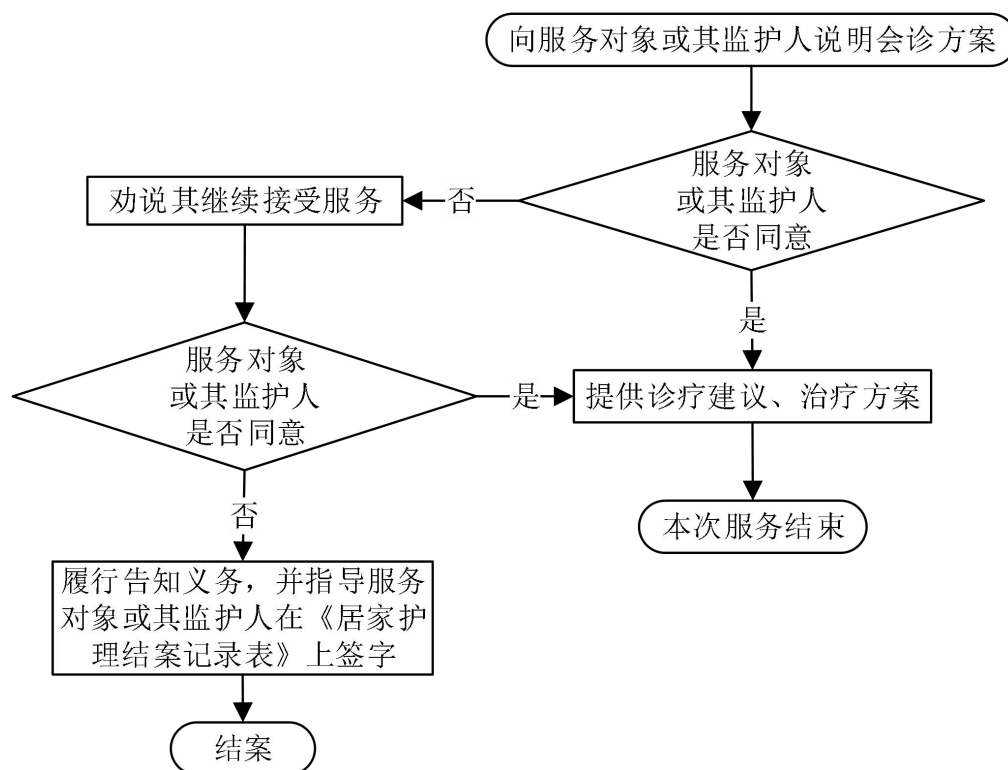 向服务对象或其监护人说明会诊方案
服务对象
或其监护人
是否同意
否
劝说其继续接受服务
是
服务对象
或其监护人
是否同意
是
提供诊疗建议、治疗方案
否
本次服务结束
履行告知义务，并指导服务
对象或其监护人在《居家护
理结案记录表》上签字
结案